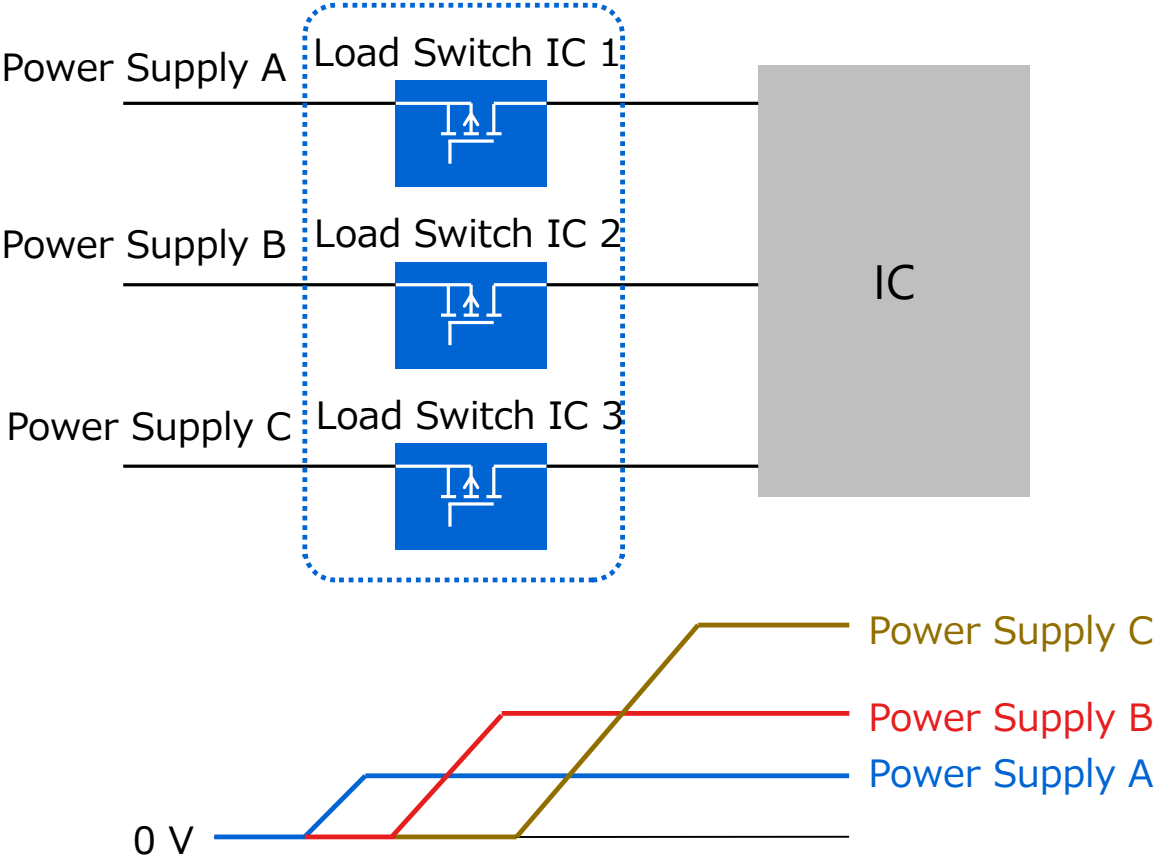 Power Supply A
Load Switch IC 1
Power Supply B
Load Switch IC 2
IC
Power Supply C
Load Switch IC 3
Power Supply C
Power Supply B
Power Supply A
0 V